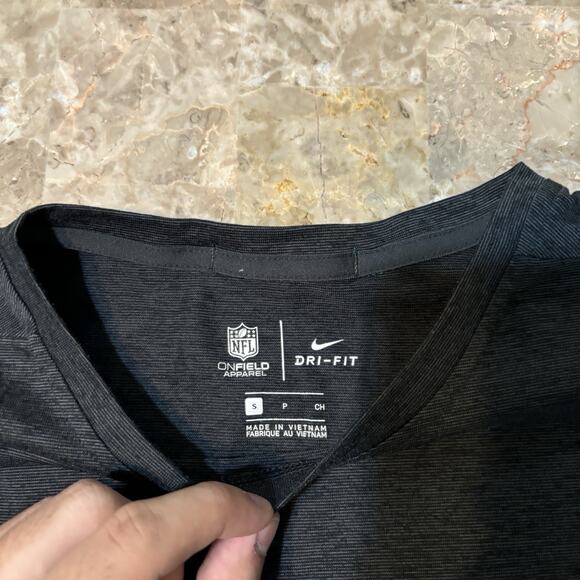 NFL
ONFIELD
APPAREL
DRI-FIT
S P CH
MADE IN VIETNAM
FABRIQUE AU VIETNAM